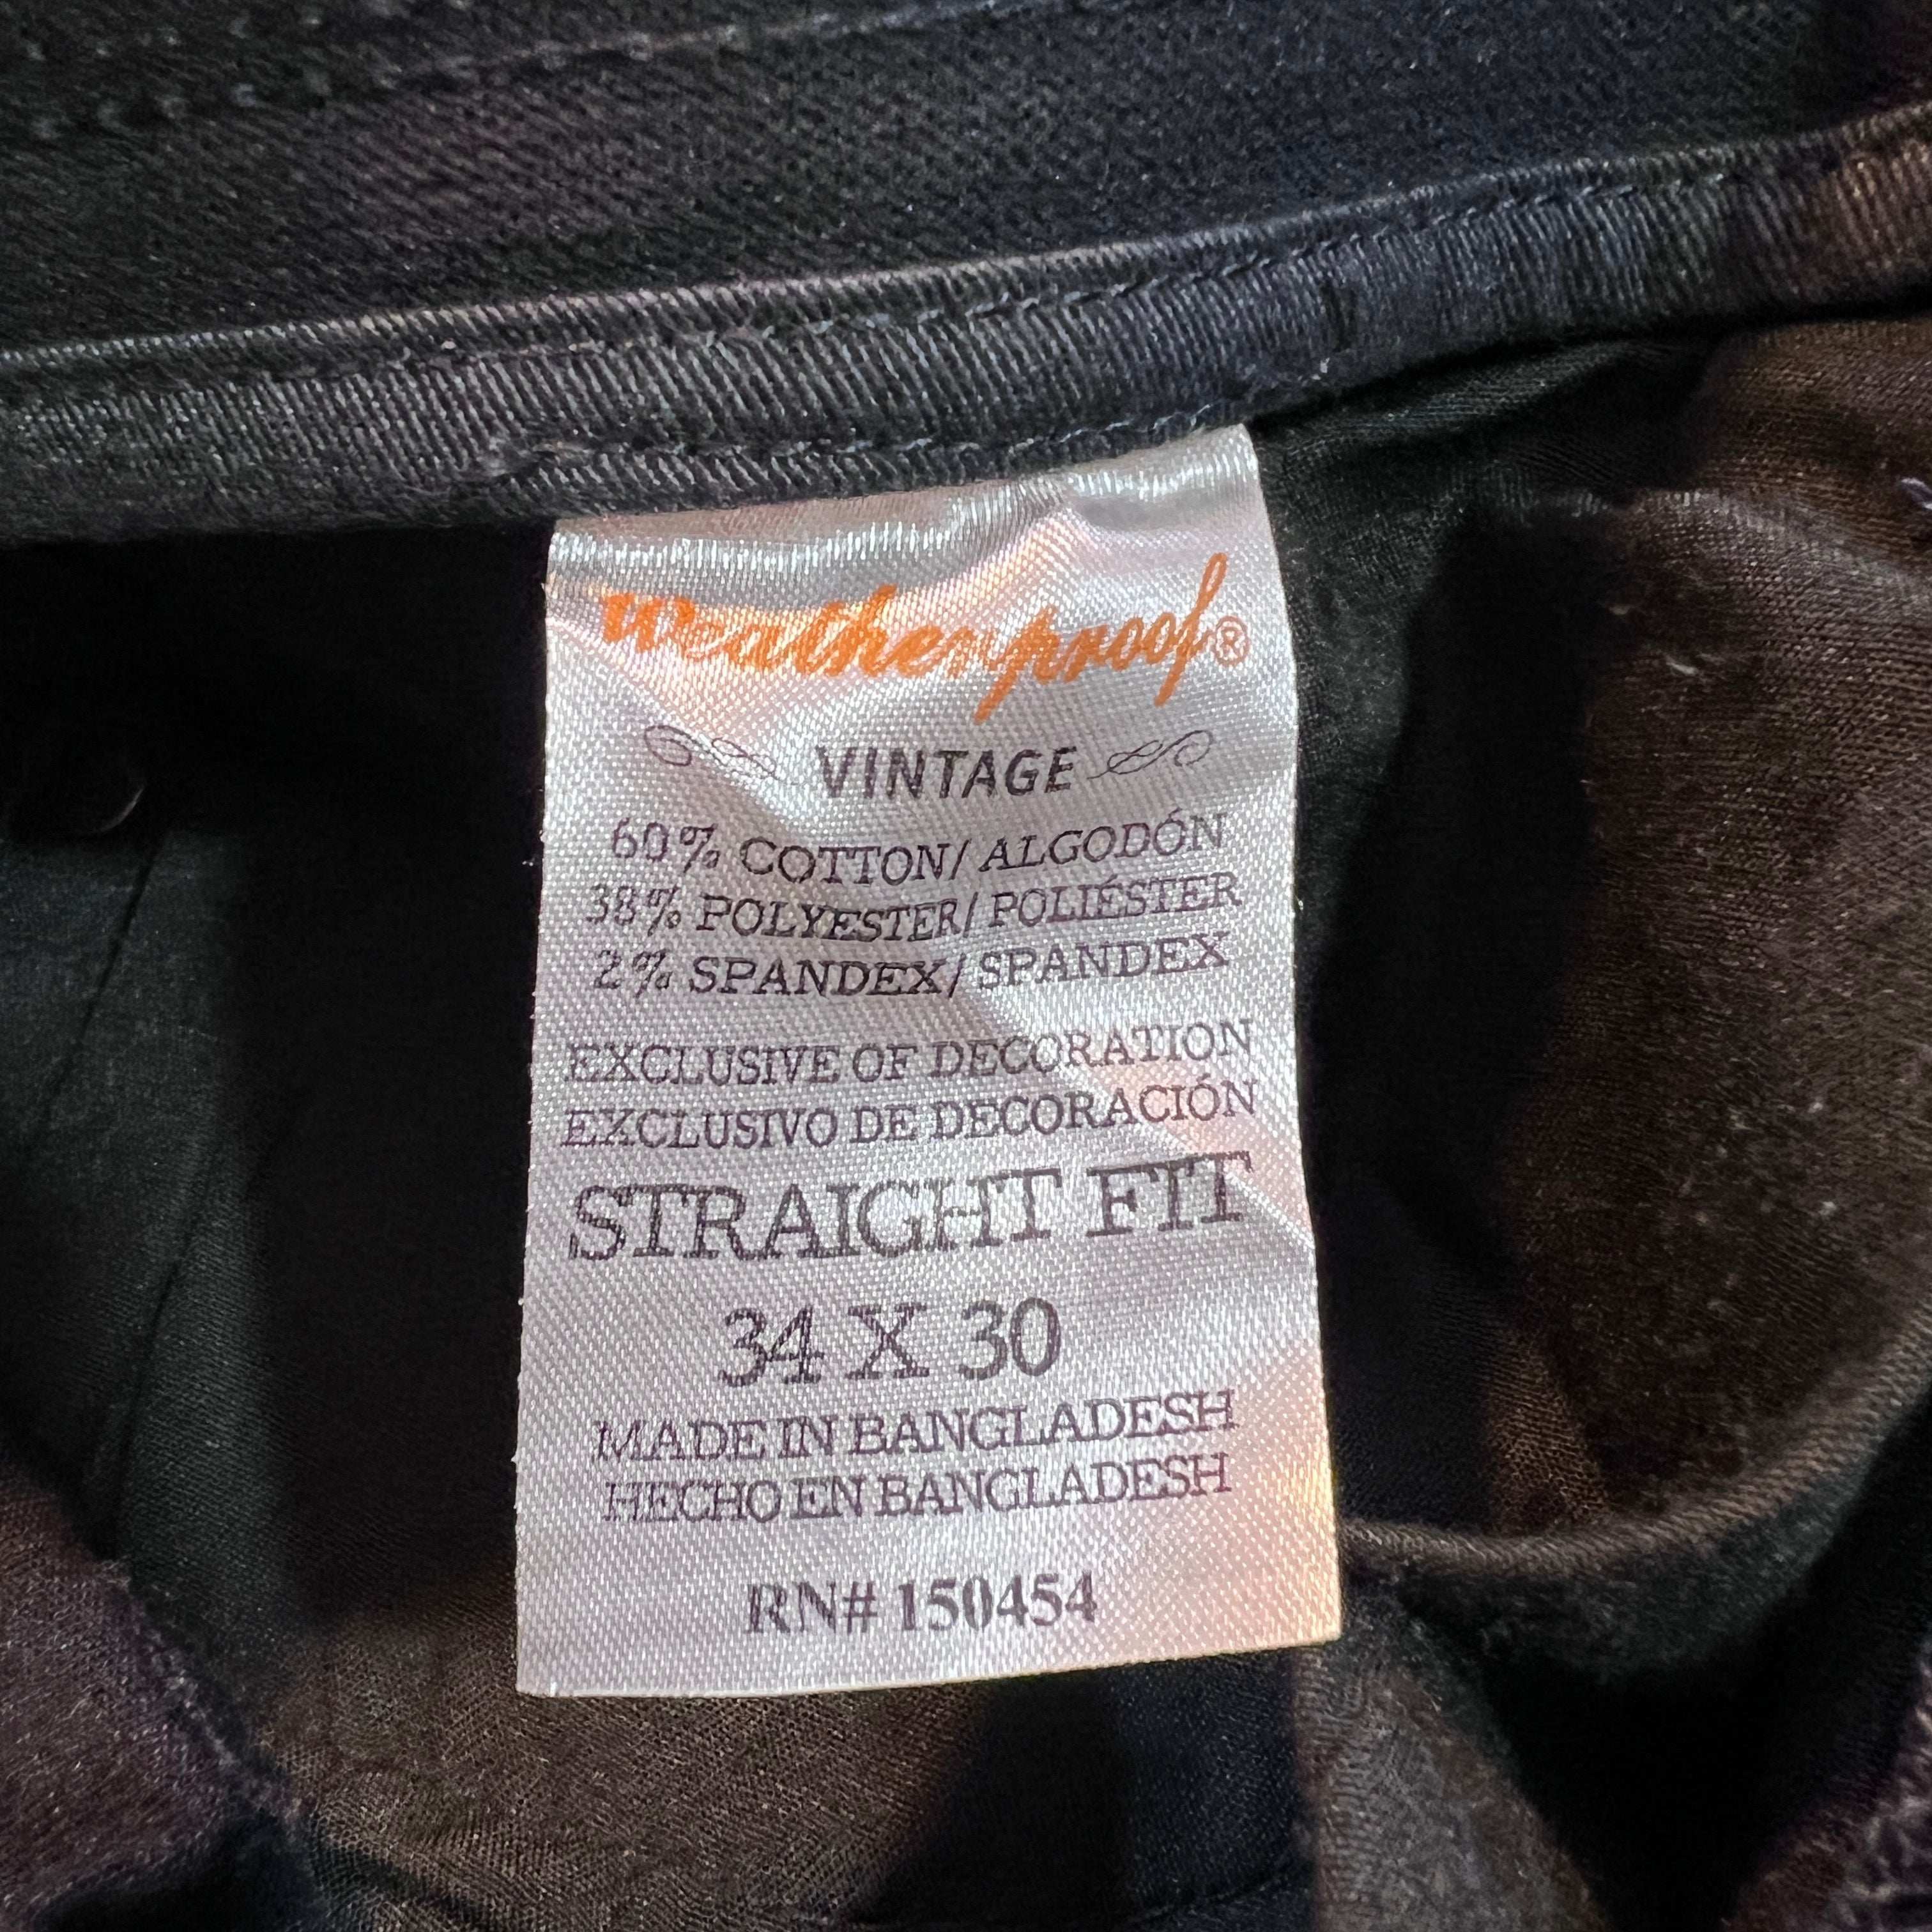 Weatherproof®
VINTAGE
60% COTTON/ ALGODÓN
38% POLYESTER/ POLIÉSTER
2% SPANDEX/ SPANDEX
EXCLUSIVE OF DECORATION
EXCLUSIVO DE DECORACIÓN
STRAIGHT FIT
34 X 30
MADE IN BANGLADESH
HECHO EN BANGLADESH
RN# 150454